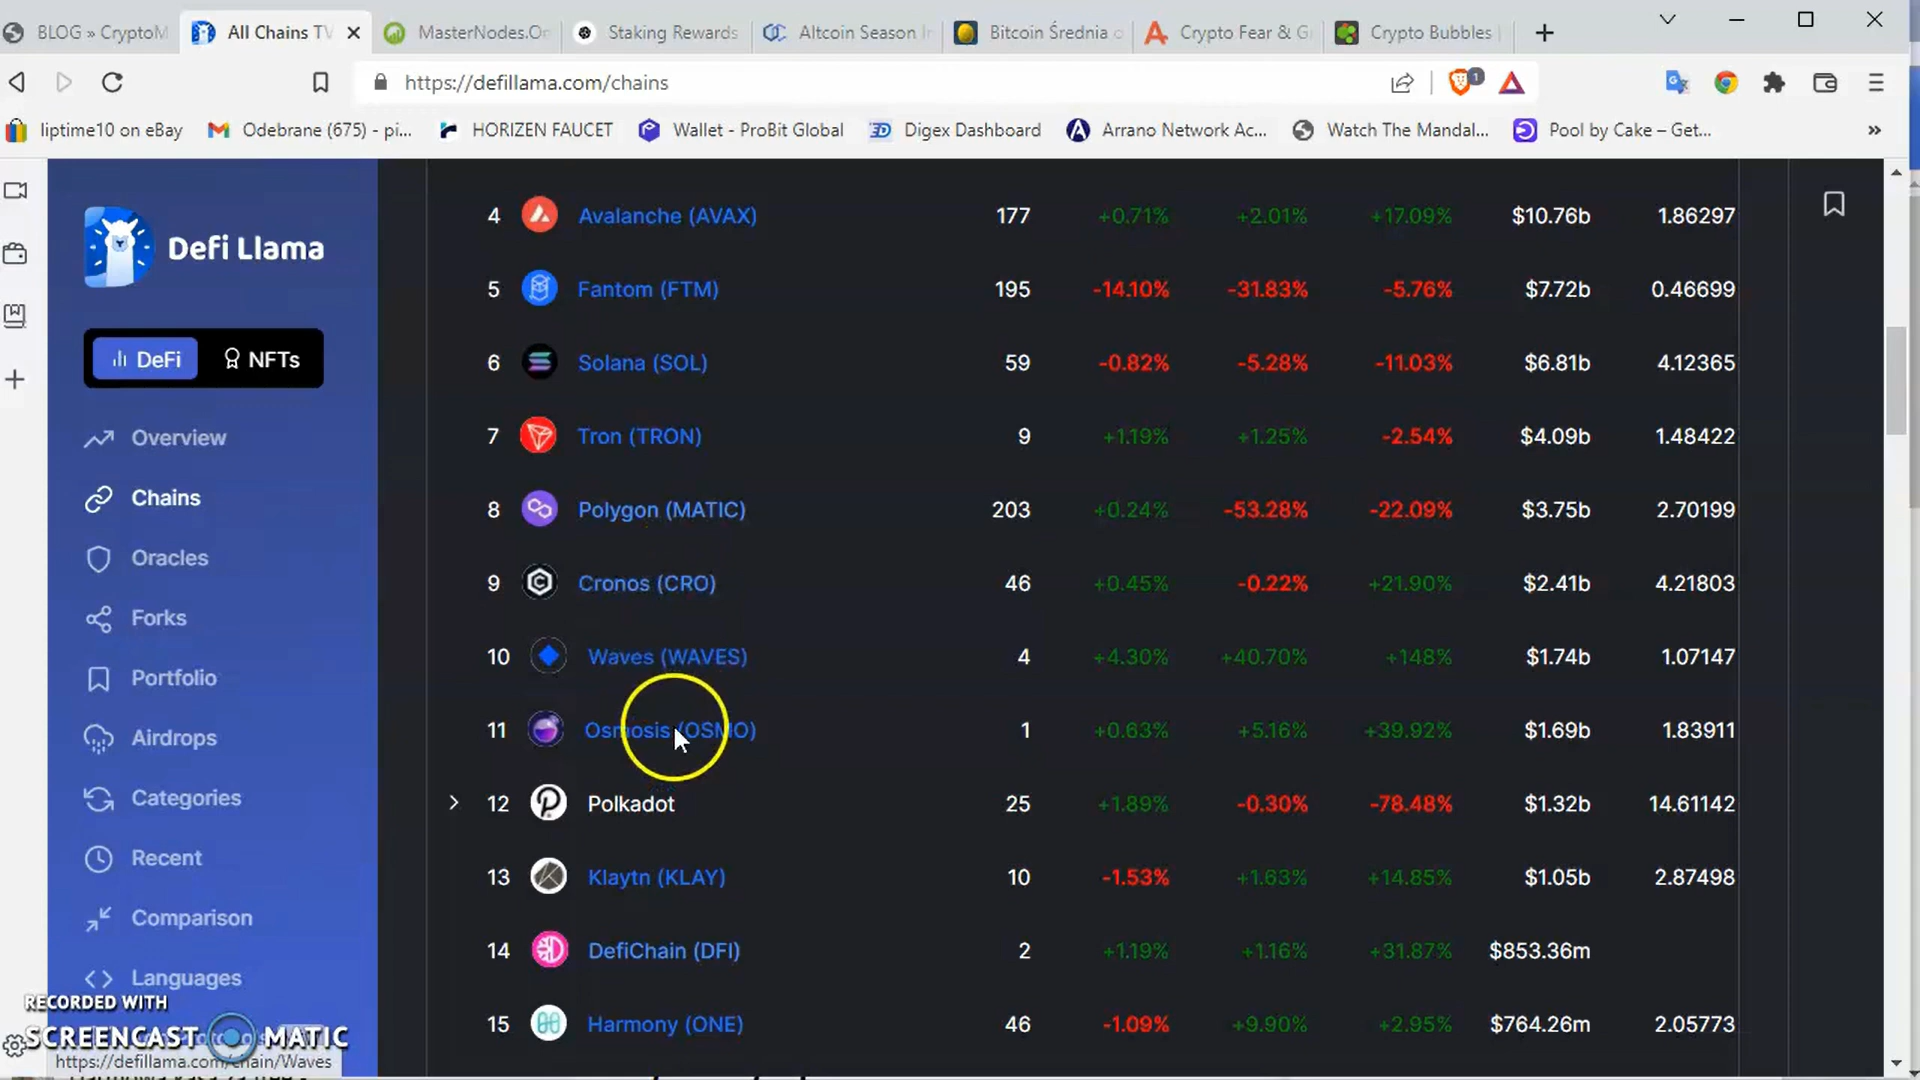 BLOG » CryptoM
All Chains TV
MasterNodes.On
Staking Rewards
Altcoin Season In
Bitcoin Średnia c
Crypto Fear & G
Crypto Bubbles |
https://defillama.com/chains
1
liptime10 on eBay
Odebrane (675) - pi...
HORIZEN FAUCET
Wallet - ProBit Global
Digex Dashboard
Arrano Network Ac...
Watch The Mandal...
Pool by Cake – Get...
»
Defi Llama
DeFi
NFTs
Overview
Chains
Oracles
Forks
Portfolio
Airdrops
Categories
Recent
Comparison
Languages
4 Avalanche (AVAX) 177 +0.71% +2.01% +17.09% $10.76b 1.86297
5 Fantom (FTM) 195 -14.10% -31.83% -5.76% $7.72b 0.46699
6 Solana (SOL) 59 -0.82% -5.28% -11.03% $6.81b 4.12365
7 Tron (TRON) 9 +1.19% +1.25% -2.54% $4.09b 1.48422
8 Polygon (MATIC) 203 +0.24% -53.28% -22.09% $3.75b 2.70199
9 Cronos (CRO) 46 +0.45% -0.22% +21.90% $2.41b 4.21803
10 Waves (WAVES) 4 +4.30% +40.70% +148% $1.74b 1.07147
11 Osmosis (OSMO) 1 +0.63% +5.16% +39.92% $1.69b 1.83911
12 Polkadot 25 +1.89% -0.30% -78.48% $1.32b 14.61142
13 Klaytn (KLAY) 10 -1.53% +1.63% +14.85% $1.05b 2.87498
14 DefiChain (DFI) 2 +1.19% +1.16% +31.87% $853.36m
15 Harmony (ONE) 46 -1.09% +9.90% +2.95% $764.26m 2.05773
RECORDED WITH
SCREENCAST MATIC
https://defillama.com/chain/Waves